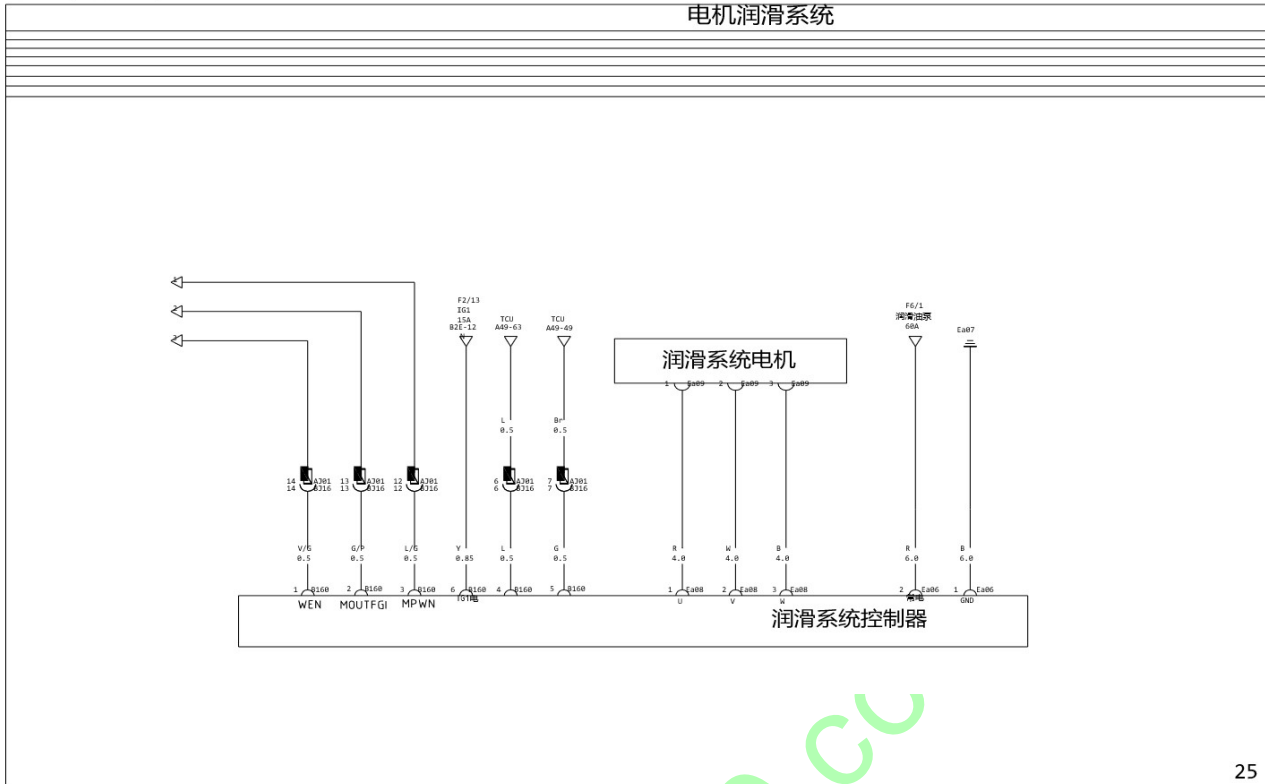 电机润滑系统
F2/13
IG1
15A
B2E-12
TCU
A49-63
TCU
A49-49
F6/1
润滑油泵
60A
Ea07
润滑系统电机
1 Ea09 2 Ea09 3 Ea09
L
0.5
Br
0.5
14 AJ01 13 AJ01 12 AJ01 6 AJ01 7 AJ01
14 BJ16 13 BJ16 12 BJ16 6 BJ16 7 BJ16
V/G G/P L/G Y L G R W B R B
0.5 0.5 0.5 0.85 0.5 0.5 4.0 4.0 4.0 6.0 6.0
1 B160 2 B160 3 B160 6 B160 4 B160 5 B160 1 Ea08 2 Ea08 3 Ea08 2 Ea06 1 Ea06
WEN MOUTFGI MPWN IG1电 U V W 常电 GND
润滑系统控制器
25